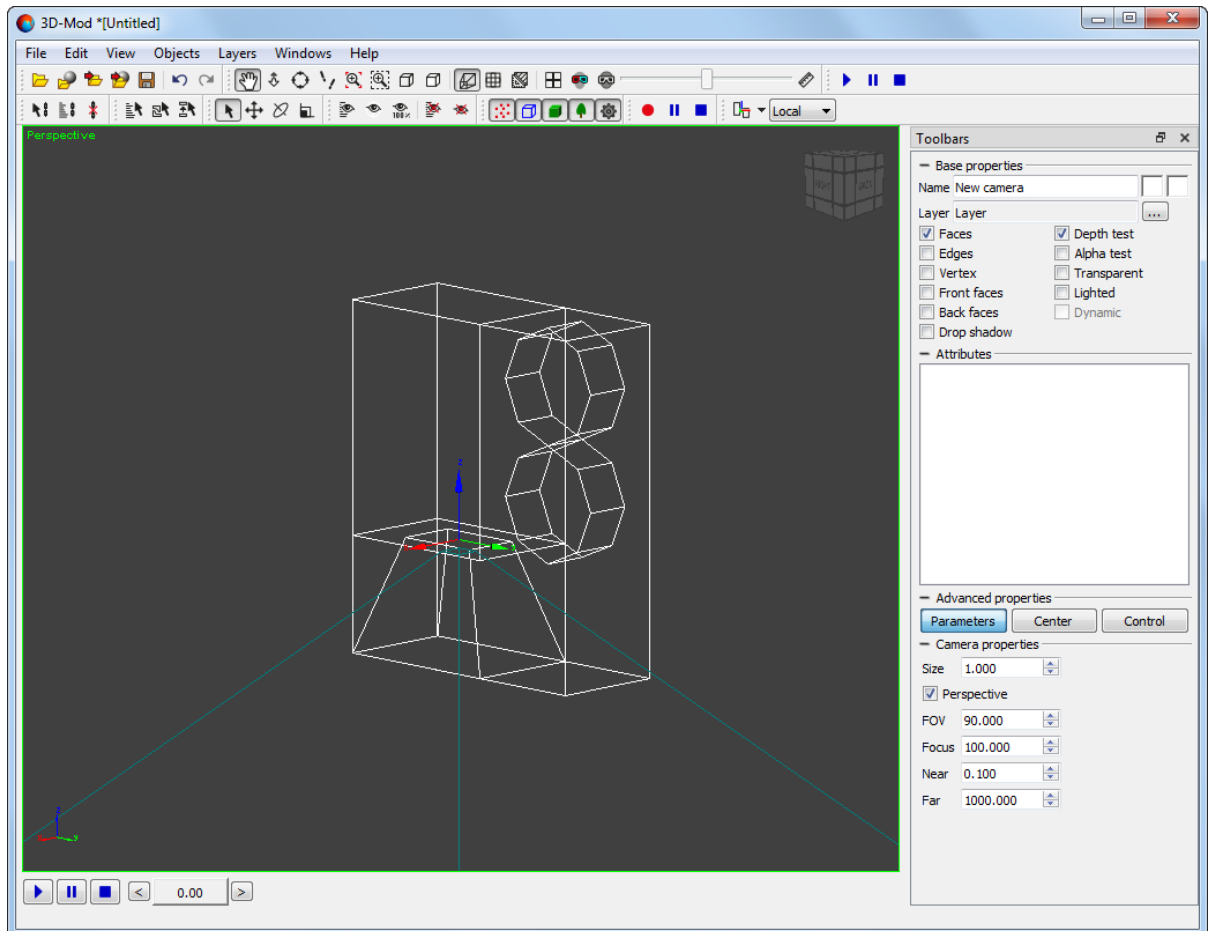 3D-Mod *[Untitled]
File Edit View Objects Layers Windows Help
100%
Local
Perspective
Toolbars
Base properties
Name New camera
Layer Layer ...
Faces Depth test
Edges Alpha test
Vertex Transparent
Front faces Lighted
Back faces Dynamic
Drop shadow
Attributes
Advanced properties
Parameters Center Control
Camera properties
Size 1.000
Perspective
FOV 90.000
Focus 100.000
Near 0.100
Far 1000.000
z
z
y
< 0.00 >